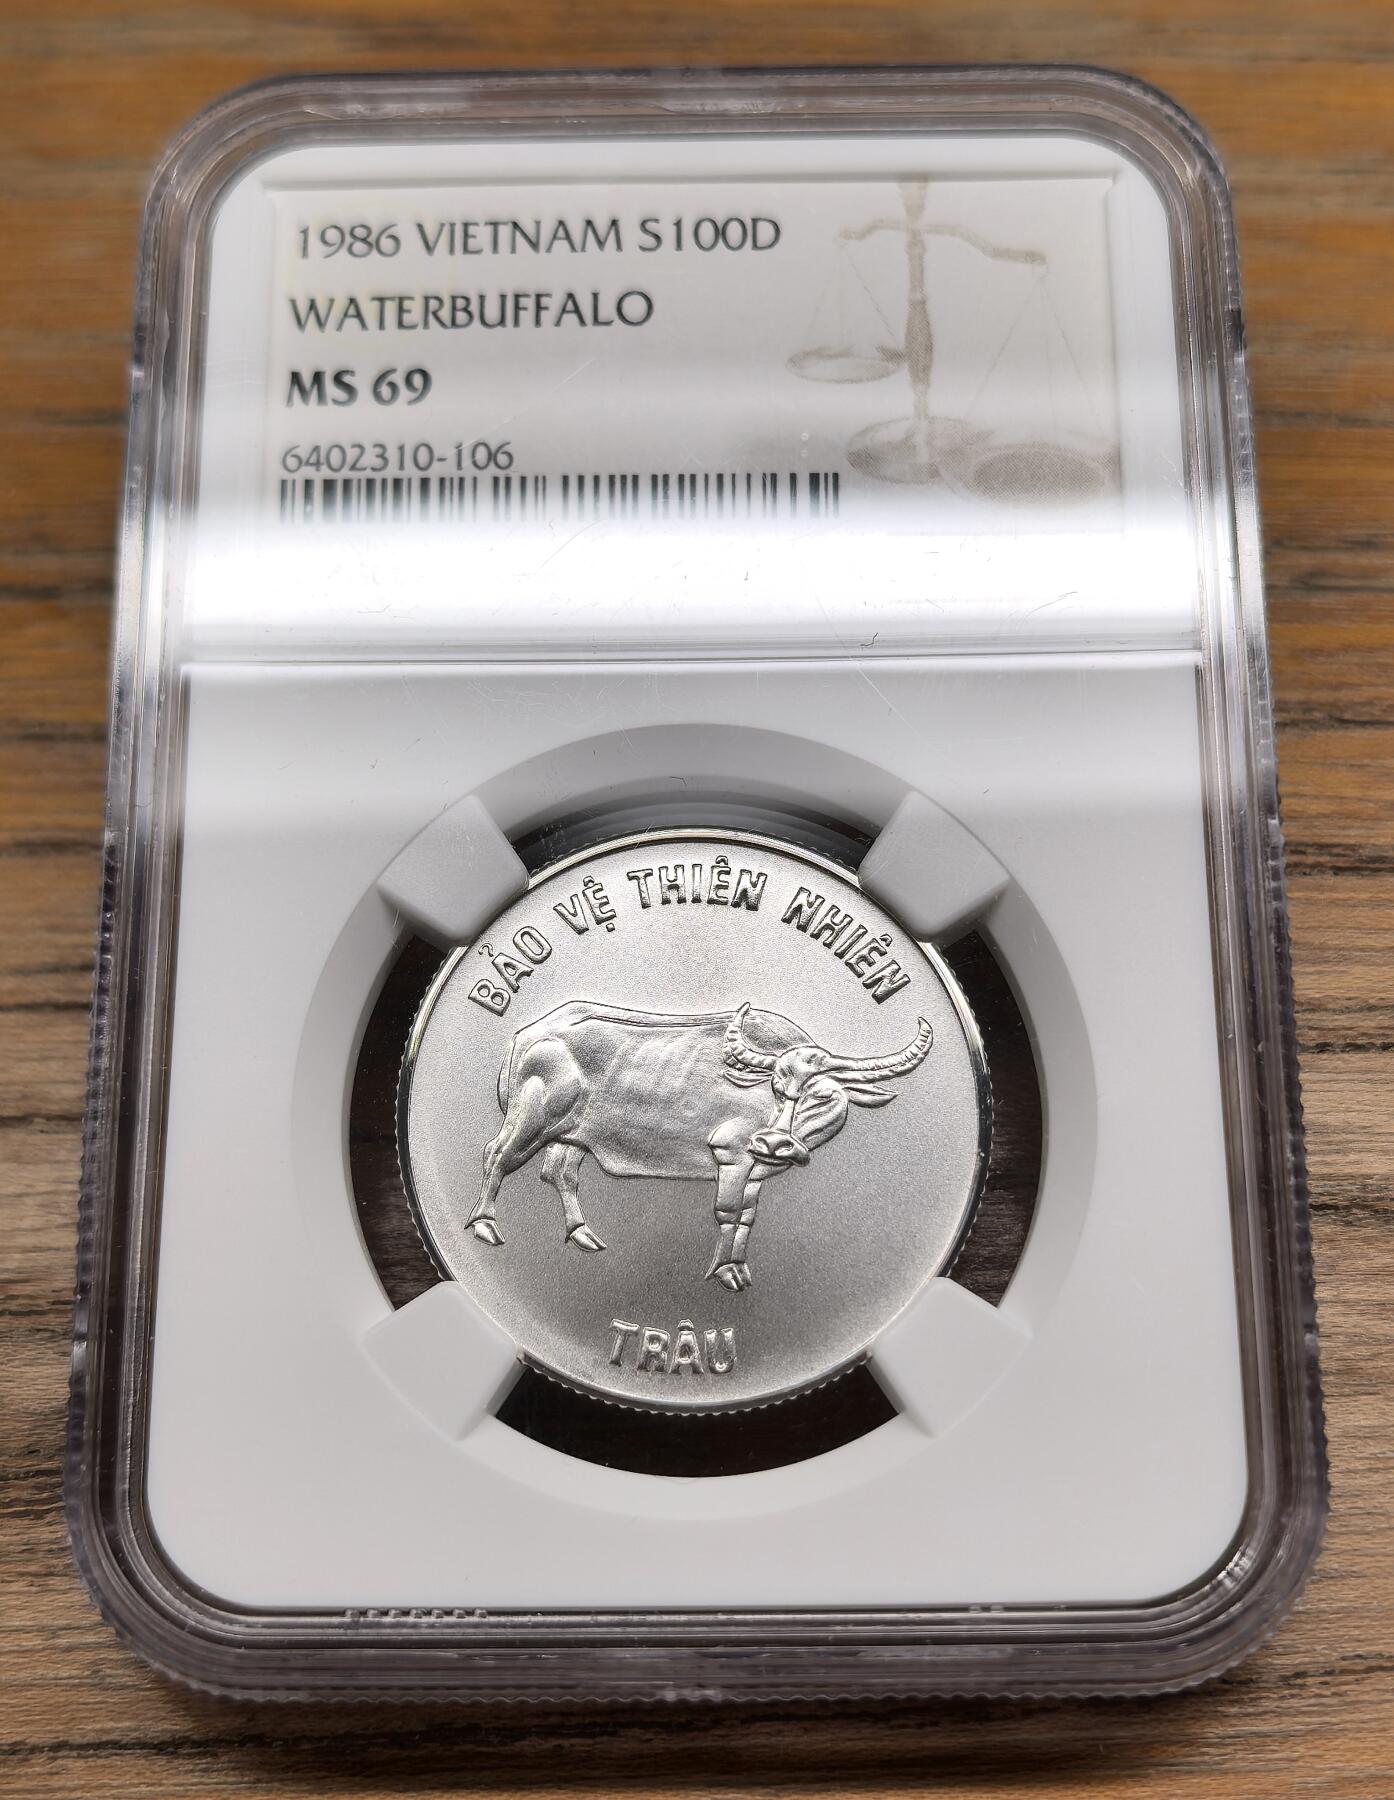 1986 VIETNAM S100D
WATERBUFFALO
MS 69
6402310-106
BẢO VỆ THIÊN NHIÊN
TRÂU